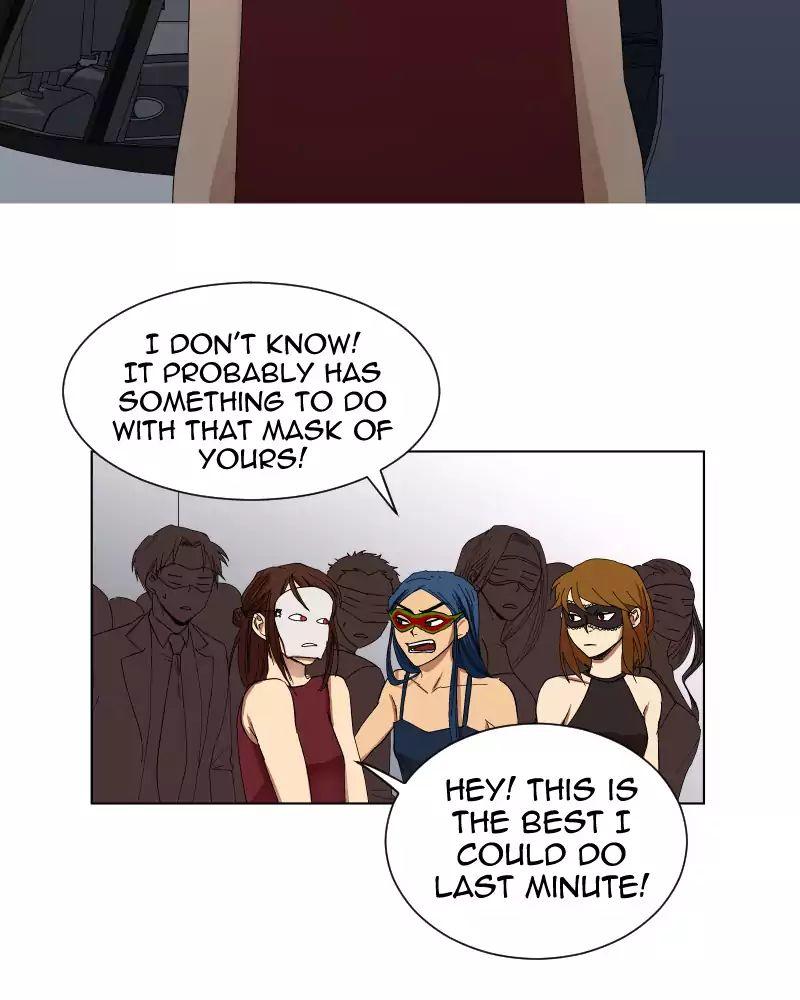 I DON'T KNOW!
IT PROBABLY HAS
SOMETHING TO DO
WITH THAT MASK OF
YOURS!
HEY! THIS IS
THE BEST I
COULD DO
LAST MINUTE!